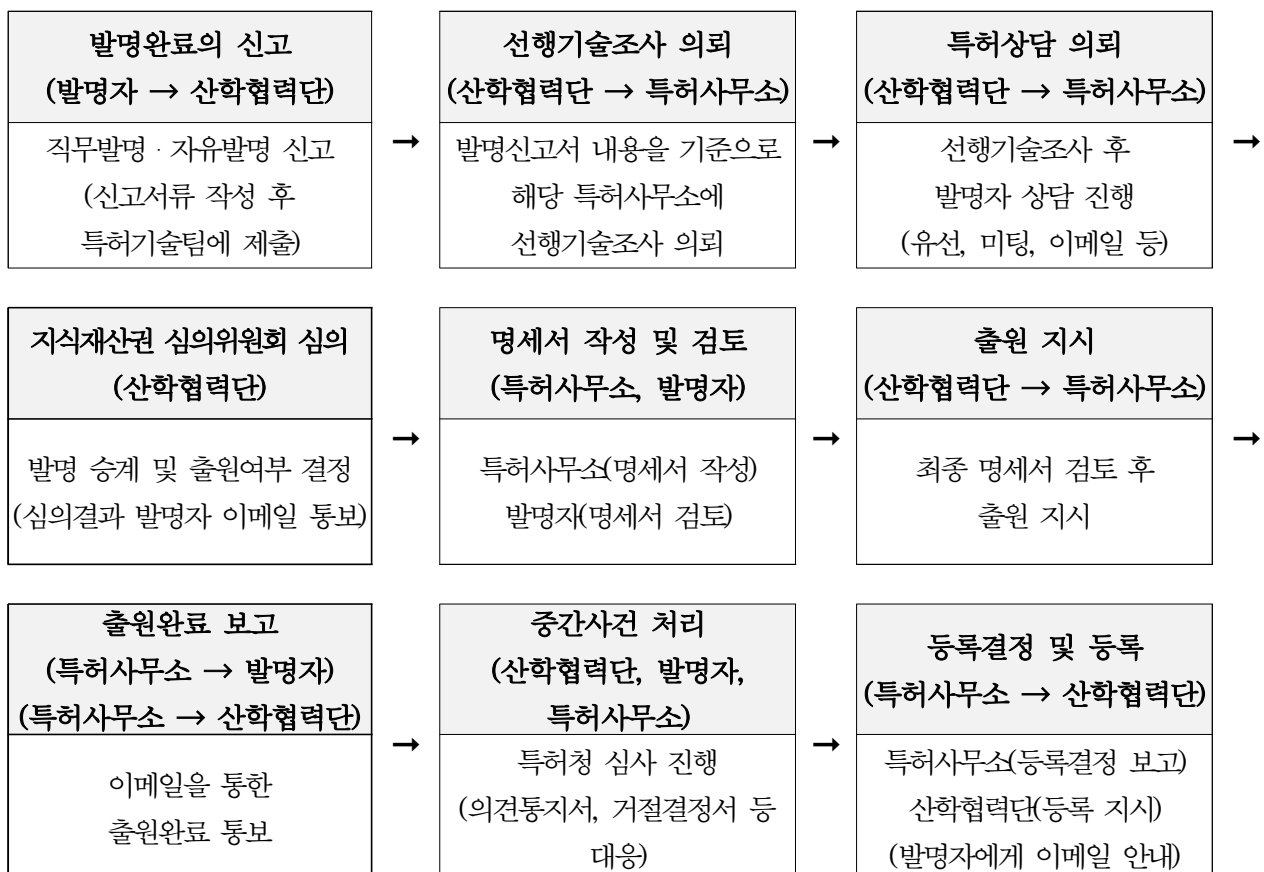 발명완료의 신고
(발명자 → 산학협력단)
직무발명 · 자유발명 신고
(신고서류 작성 후
특허기술팀에 제출)
→
선행기술조사 의뢰
(산학협력단 → 특허사무소)
발명신고서 내용을 기준으로
해당 특허사무소에
선행기술조사 의뢰
→
특허상담 의뢰
(산학협력단 → 특허사무소)
선행기술조사 후
발명자 상담 진행
(유선, 미팅, 이메일 등)
→
지식재산권 심의위원회 심의
(산학협력단)
발명 승계 및 출원여부 결정
(심의결과 발명자 이메일 통보)
→
명세서 작성 및 검토
(특허사무소, 발명자)
특허사무소(명세서 작성)
발명자(명세서 검토)
→
출원 지시
(산학협력단 → 특허사무소)
최종 명세서 검토 후
출원 지시
→
출원완료 보고
(특허사무소 → 발명자)
(특허사무소 → 산학협력단)
이메일을 통한
출원완료 통보
→
중간사건 처리
(산학협력단, 발명자,
특허사무소)
특허청 심사 진행
(의견통지서, 거절결정서 등
대응)
→
등록결정 및 등록
(특허사무소 → 산학협력단)
특허사무소(등록결정 보고)
산학협력단(등록 지시)
(발명자에게 이메일 안내)